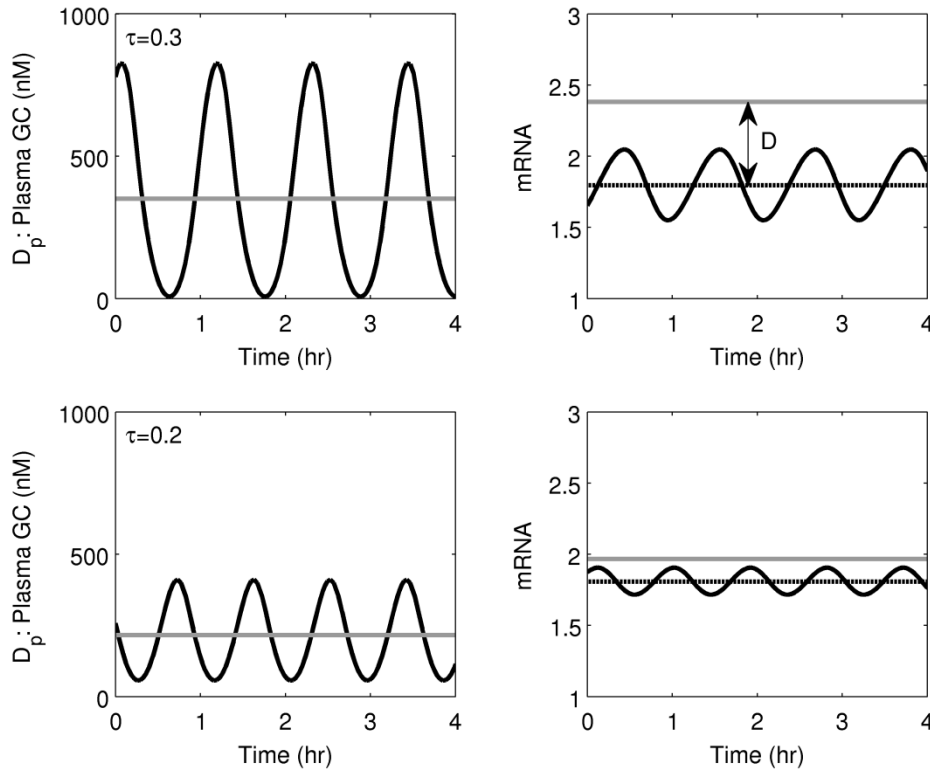 1000
500
0
τ=0.3
D_p: Plasma GC (nM)
0 1 2 3 4
Time (hr)
3
2.5
2
1.5
1
D
mRNA
0 1 2 3 4
Time (hr)
1000
500
0
τ=0.2
D_p: Plasma GC (nM)
0 1 2 3 4
Time (hr)
3
2.5
2
1.5
1
mRNA
0 1 2 3 4
Time (hr)